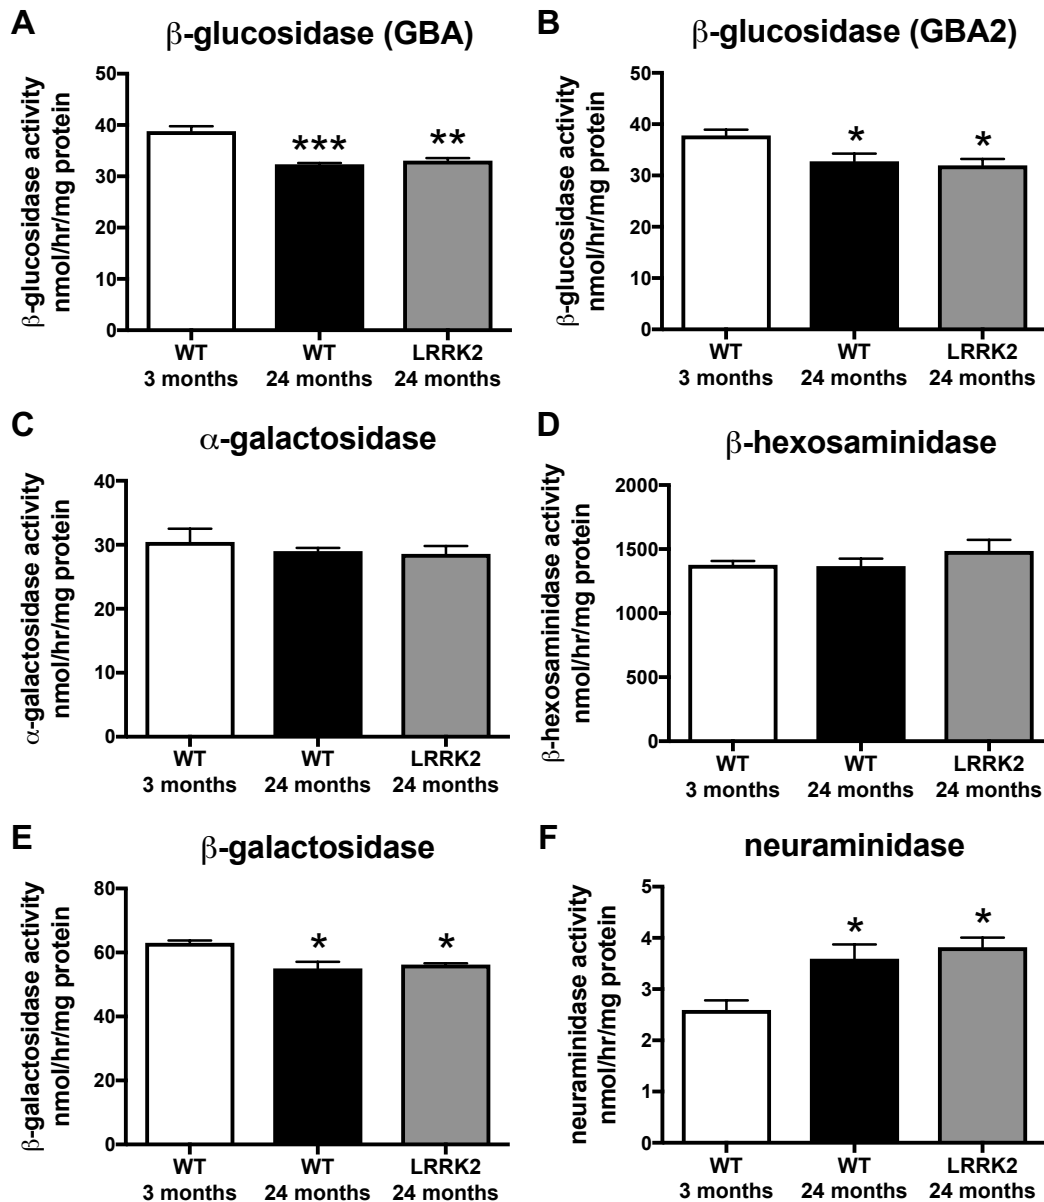 A
β-glucosidase (GBA)
β-glucosidase activity
nmol/hr/mg protein
50
40
30
20
10
0
***
**
WT
3 months
WT
24 months
LRRK2
24 months
B
β-glucosidase (GBA2)
β-glucosidase activity
nmol/hr/mg protein
50
40
30
20
10
0
*
*
WT
3 months
WT
24 months
LRRK2
24 months
C
α-galactosidase
α-galactosidase activity
nmol/hr/mg protein
40
30
20
10
0
WT
3 months
WT
24 months
LRRK2
24 months
D
β-hexosaminidase
β-hexosaminidase activity
nmol/hr/mg protein
2000
1500
1000
500
0
WT
3 months
WT
24 months
LRRK2
24 months
E
β-galactosidase
β-galactosidase activity
nmol/hr/mg protein
80
60
40
20
0
*
*
WT
3 months
WT
24 months
LRRK2
24 months
F
neuraminidase
neuraminidase activity
nmol/hr/mg protein
5
4
3
2
1
0
*
*
WT
3 months
WT
24 months
LRRK2
24 months